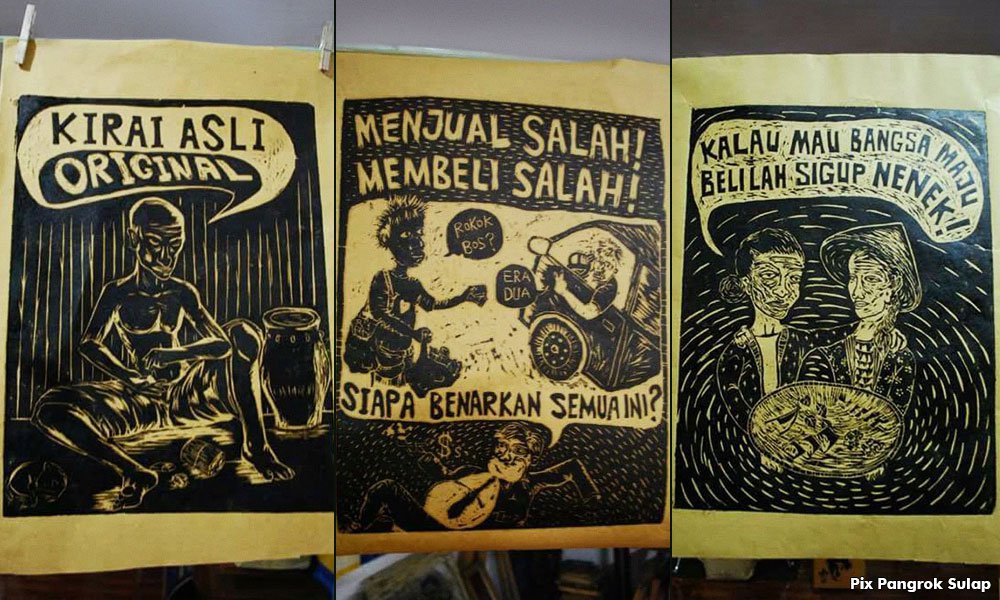 KIRAI ASLI
ORIGINAL
MENJUAL SALAH!
MEMBELI SALAH!
ROKOK
BOS?
ERA
DUA
SIAPA BENARKAN SEMUA INI?
$
KALAU MAU BANGSA MAJU
BELILAH SIGUP NENEK!
Pix Pangrok Sulap